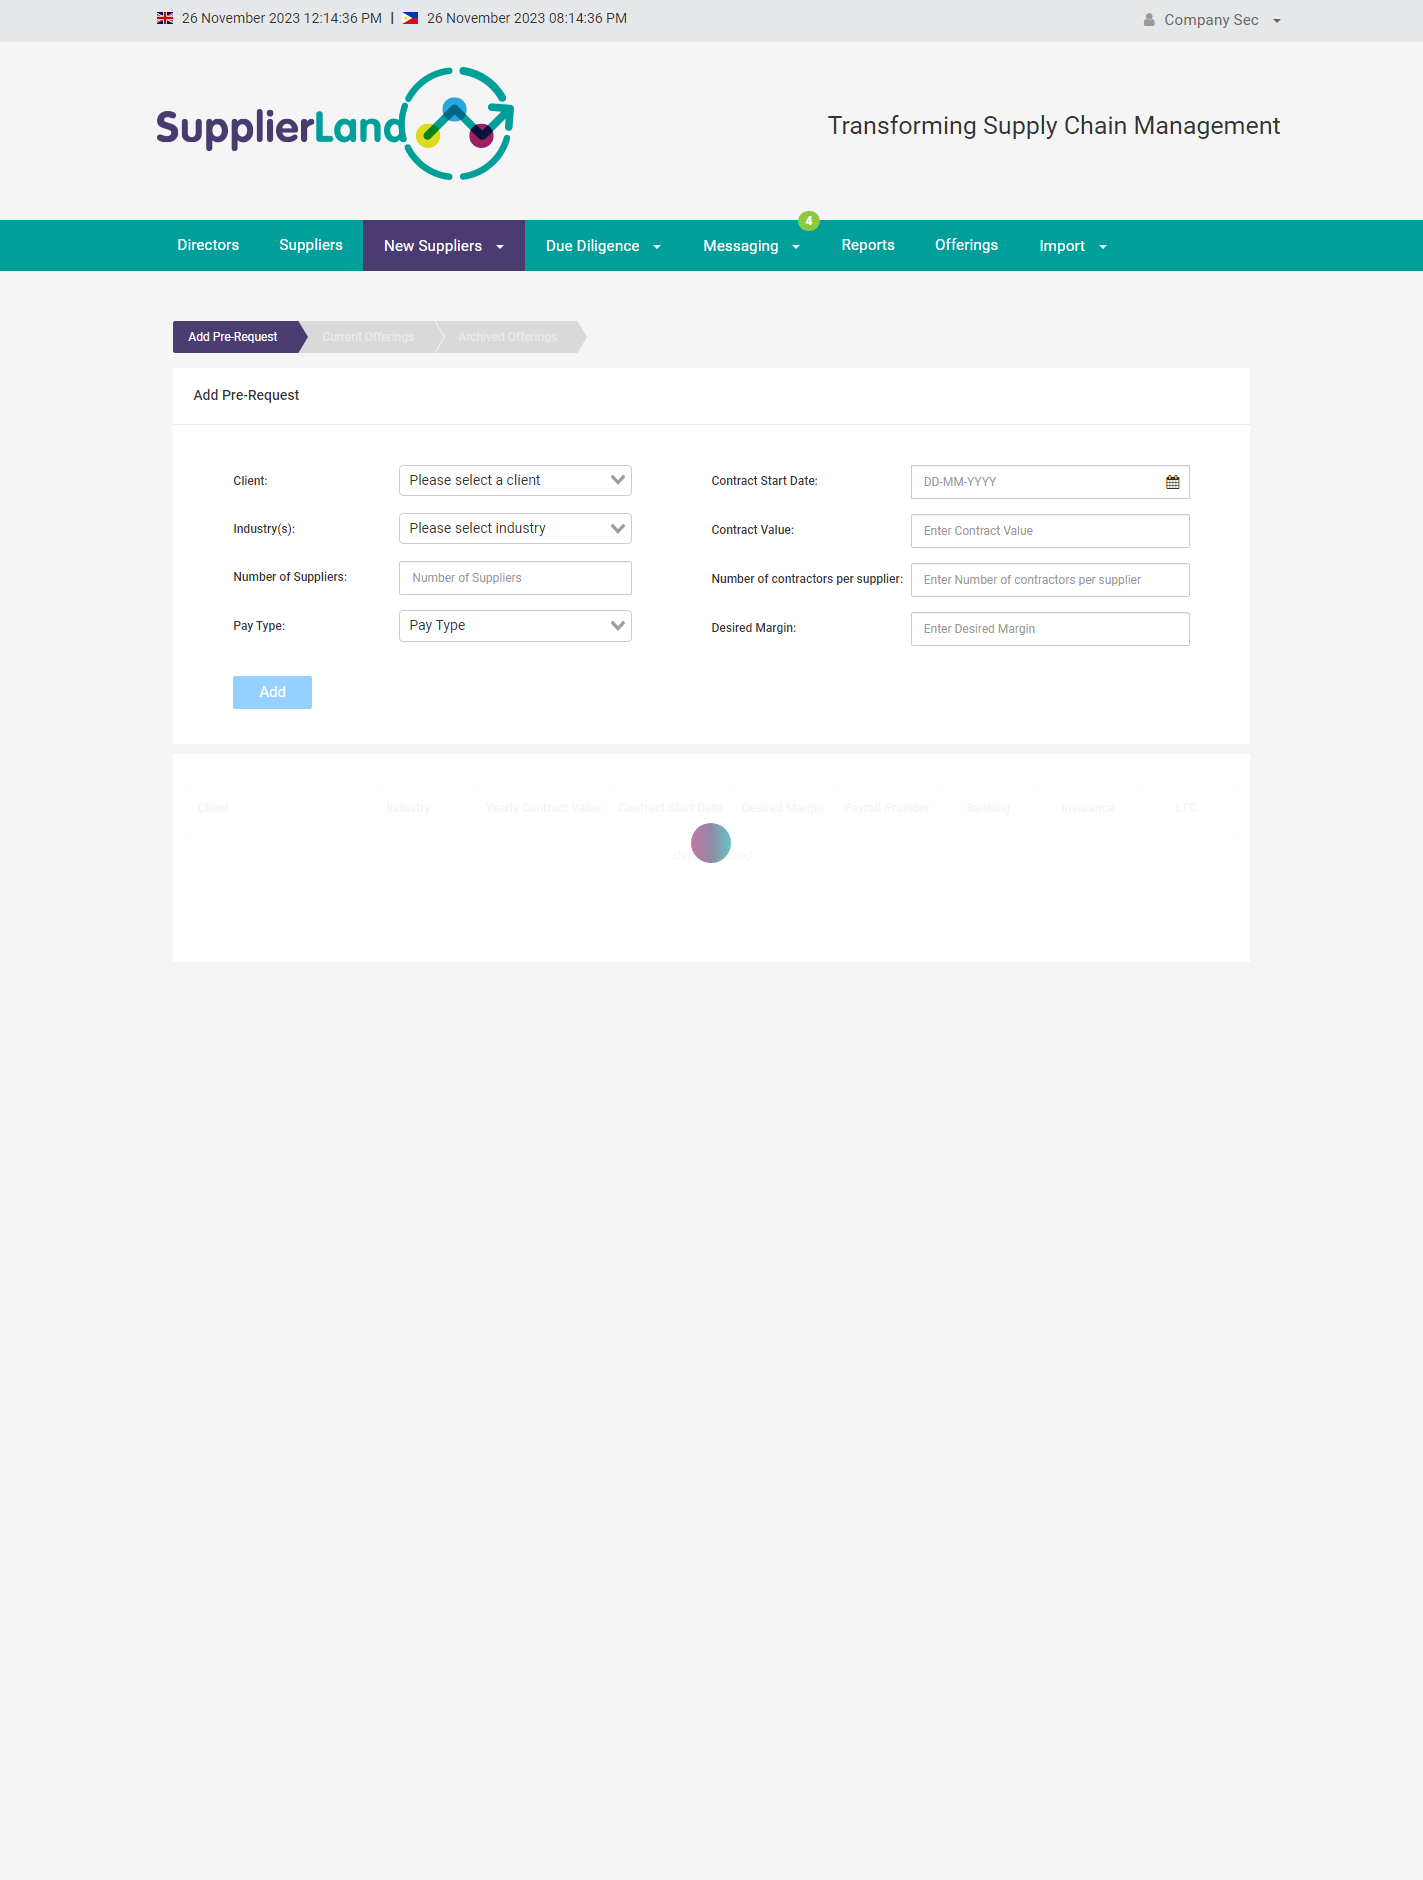 26 November 2023 12:14:36 PM | 26 November 2023 08:14:36 PM
Company Sec
SupplierLand
Transforming Supply Chain Management
4
Directors Suppliers New Suppliers Due Diligence Messaging Reports Offerings Import
Add Pre-Request Current Offerings Archived Offerings
Add Pre-Request
Client: Please select a client Contract Start Date: DD-MM-YYYY
Industry(s): Please select industry Contract Value: Enter Contract Value
Number of Suppliers: Number of Suppliers Number of contractors per supplier: Enter Number of contractors per supplier
Pay Type: Pay Type Desired Margin: Enter Desired Margin
Add
Client Industry Yearly Contract Value Contract Start Date Desired Margin Payroll Provider Banking Insurance LTC